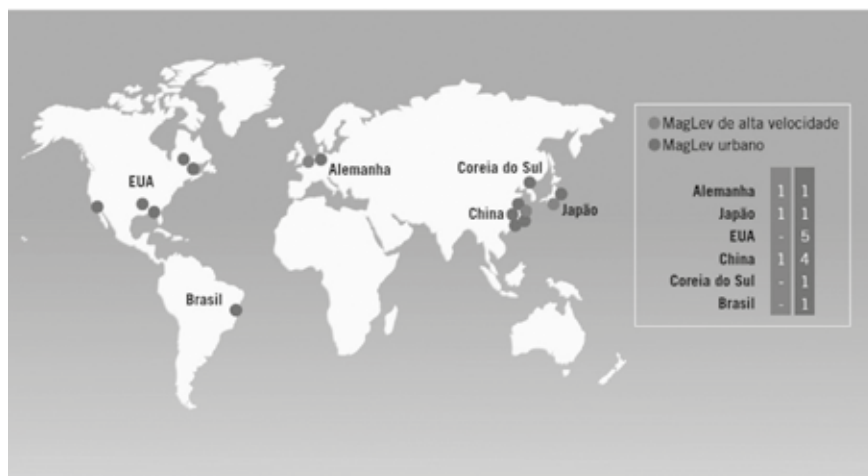 MagLev de alta velocidade
MagLev urbano
Alemanha 1 1
Japão 1 1
EUA - 5
China 1 4
Coreia do Sul - 1
Brasil - 1
EUA
Alemanha
Coreia do Sul
China
Japão
Brasil